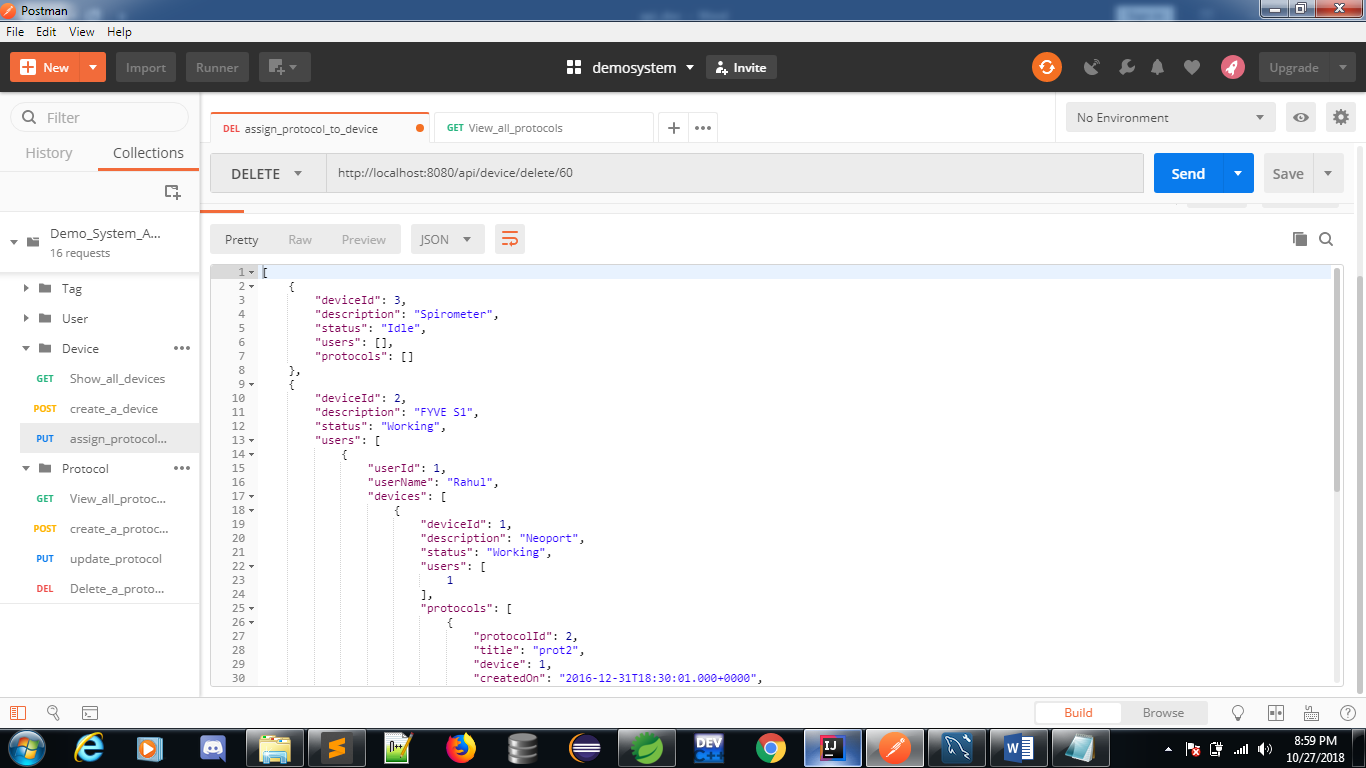 Postman
File Edit View Help
New Import Runner demosystem Invite Upgrade
Filter
History Collections
Demo_System_A...
16 requests
Tag
User
Device
GET Show_all_devices
POST create_a_device
PUT assign_protocol...
Protocol
GET View_all_protoc...
POST create_a_protoc...
PUT update_protocol
DEL Delete_a_proto...
DEL assign_protocol_to_device GET View_all_protocols
No Environment
DELETE http://localhost:8080/api/device/delete/60 Send Save
Pretty Raw Preview JSON
1 [
2 {
3 "deviceId": 3,
4 "description": "Spirometer",
5 "status": "Idle",
6 "users": [],
7 "protocols": []
8 },
9 {
10 "deviceId": 2,
11 "description": "FYVE S1",
12 "status": "Working",
13 "users": [
14 {
15 "userId": 1,
16 "userName": "Rahul",
17 "devices": [
18 {
19 "deviceId": 1,
20 "description": "Neoport",
21 "status": "Working",
22 "users": [
23 1
24 ],
25 "protocols": [
26 {
27 "protocolId": 2,
28 "title": "prot2",
29 "device": 1,
30 "createdOn": "2016-12-31T18:30:01.000+0000",
Build Browse
8:59 PM
10/27/2018